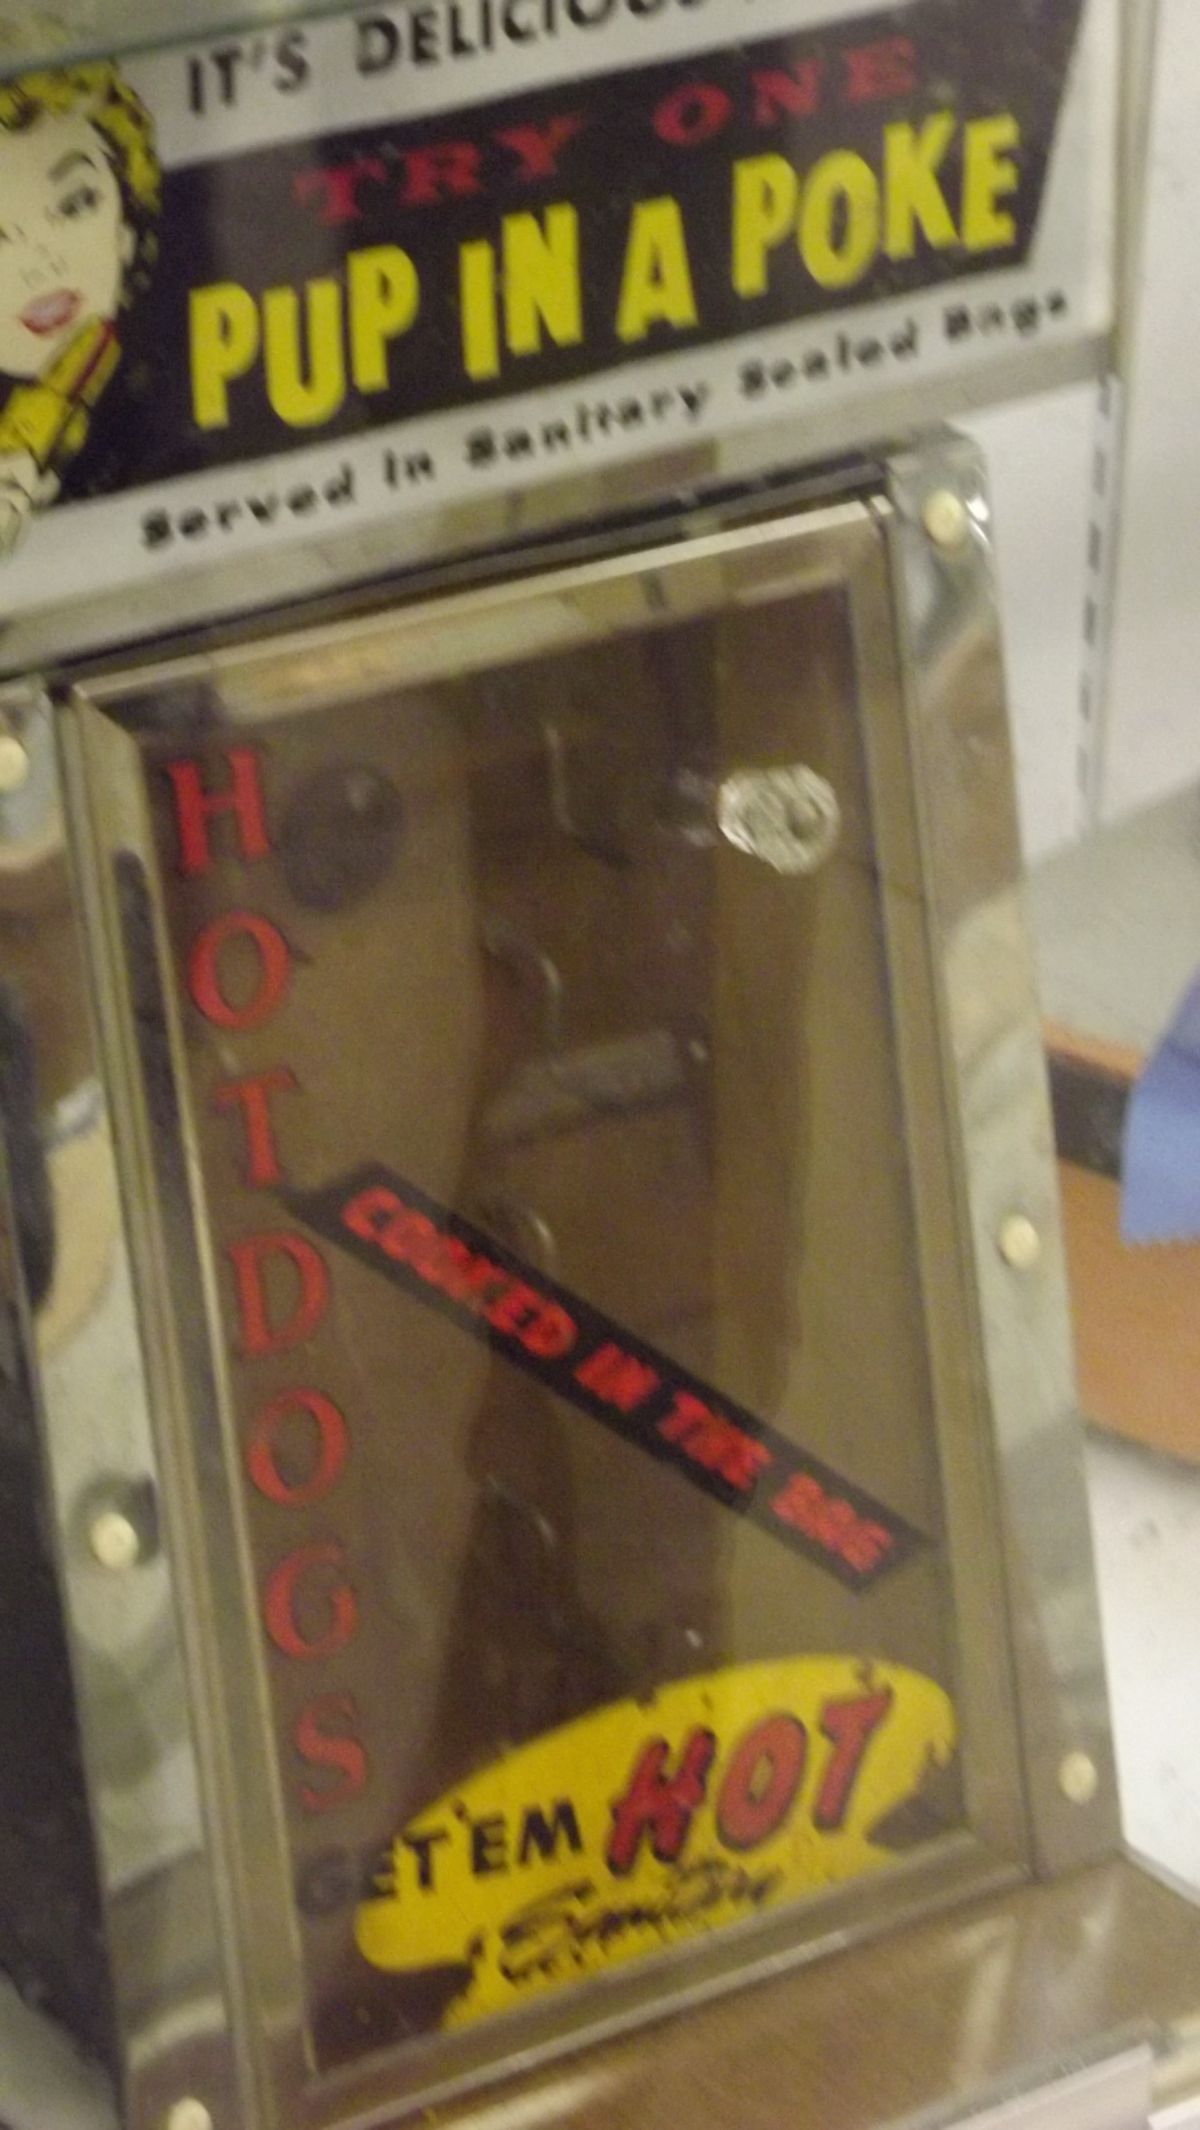 IT'S DELICIOUS
TRY ONE
PUP IN A POKE
Served in Sanitary Sealed Bags
HOT DOGS
COOKED IN THE BAG
GET 'EM HOT